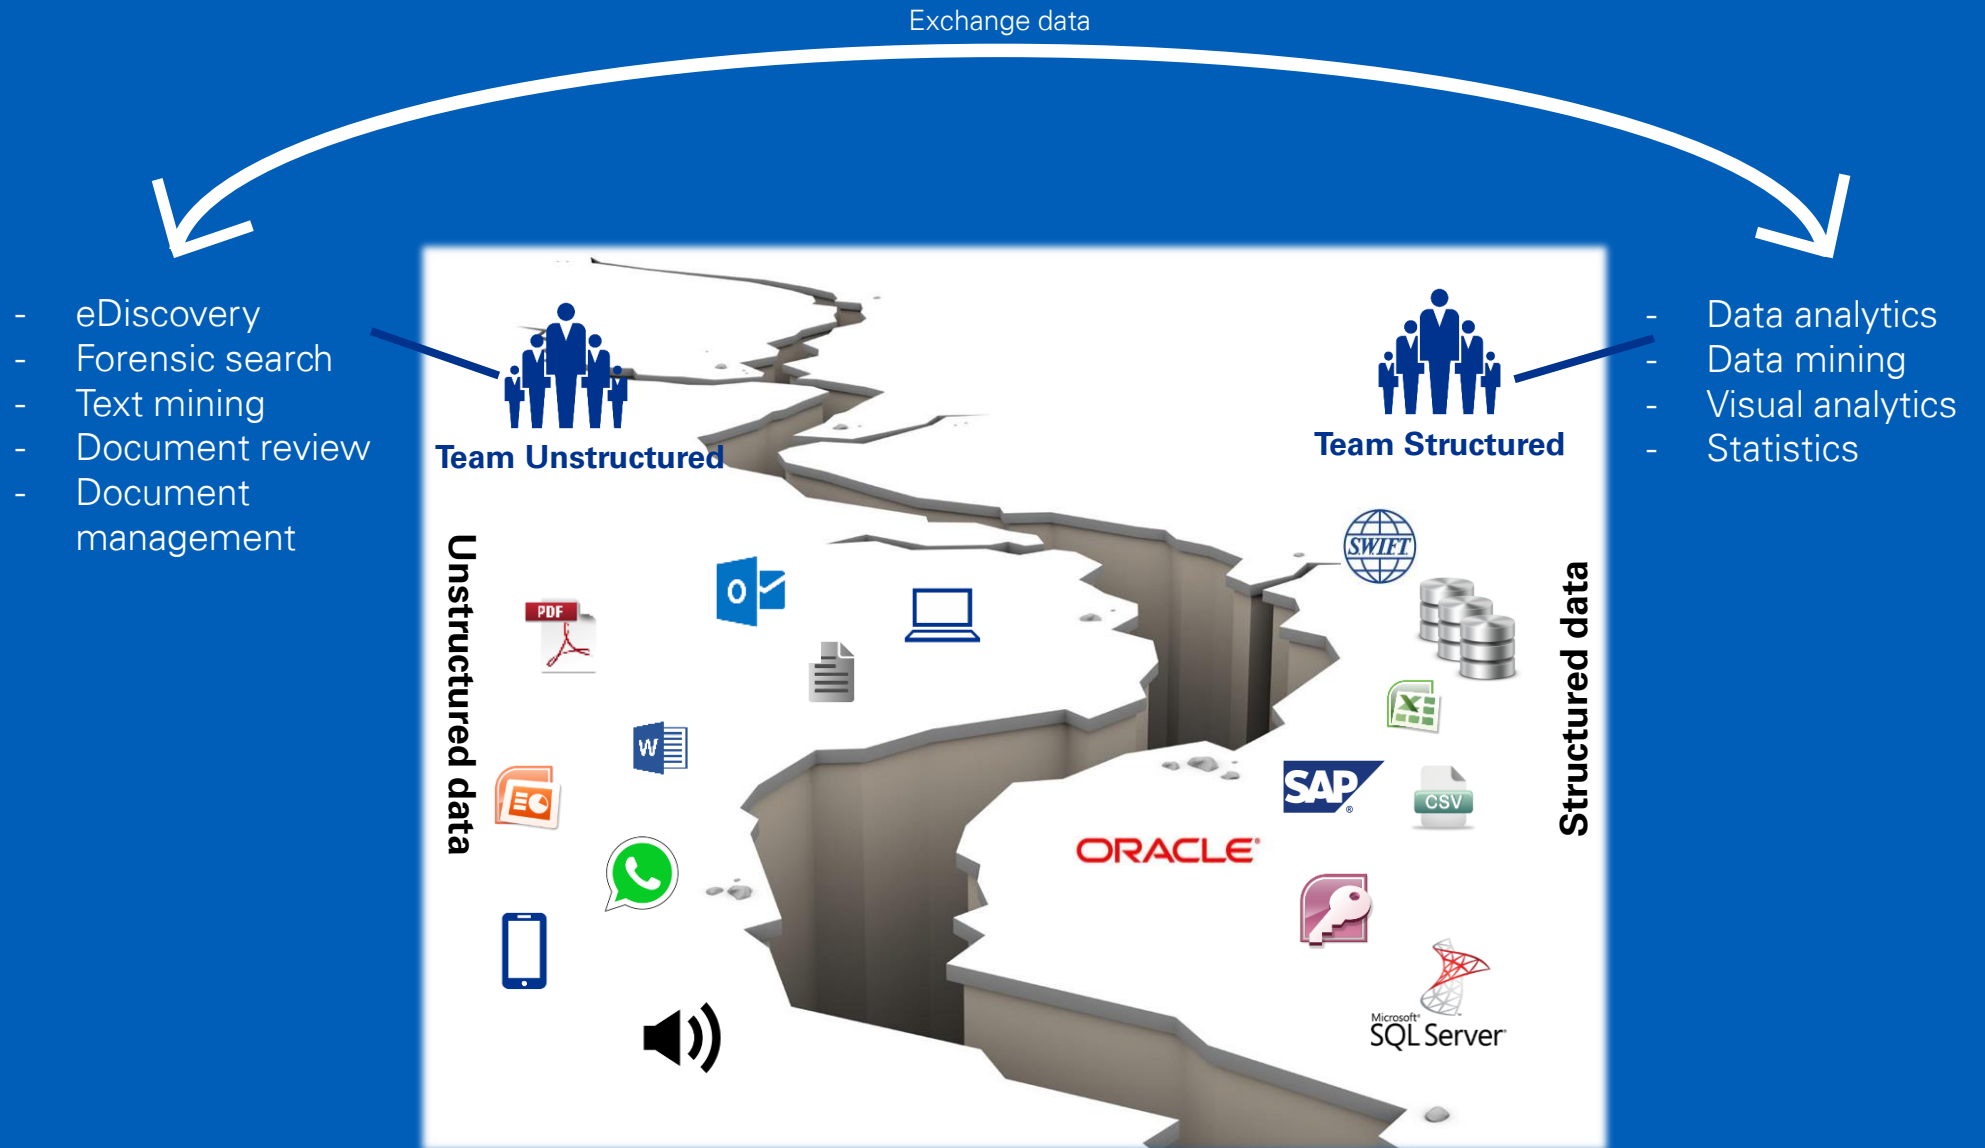 Exchange data
- eDiscovery
- Forensic search
- Text mining
- Document review
- Document
management
Team Unstructured
Team Structured
- Data analytics
- Data mining
- Visual analytics
- Statistics
Unstructured data
PDF
O
W
S.W.I.F.T.
X
SAP®
CSV
ORACLE®
Microsoft®
SQL Server®
Structured data